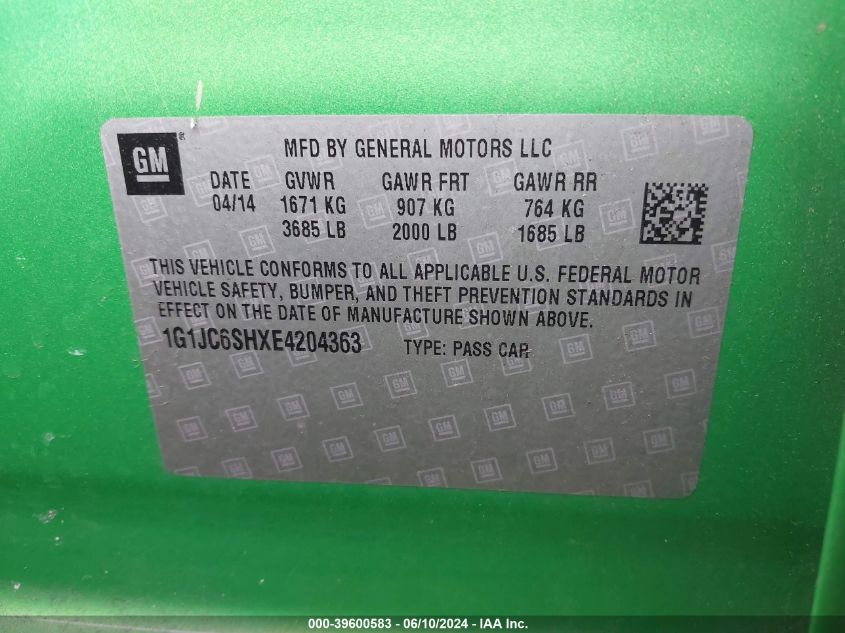 GM ®
MFD BY GENERAL MOTORS LLC
DATE GVWR GAWR FRT GAWR RR
04/14 1671 KG 907 KG 764 KG
3685 LB 2000 LB 1685 LB
THIS VEHICLE CONFORMS TO ALL APPLICABLE U.S. FEDERAL MOTOR
VEHICLE SAFETY, BUMPER, AND THEFT PREVENTION STANDARDS IN
EFFECT ON THE DATE OF MANUFACTURE SHOWN ABOVE.
1G1JC6SHXE4204363 TYPE: PASS CAR
000-39600583 - 06/10/2024 - IAA Inc.